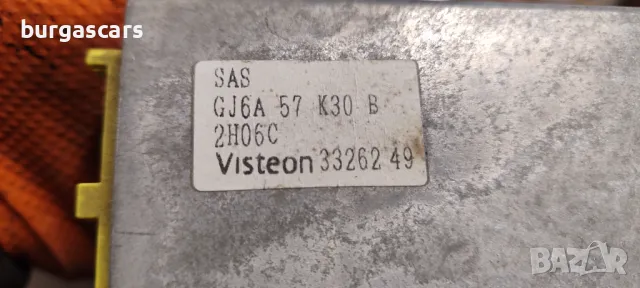 burgascars
SAS
GJ6A 57 K30 B
2H06C
Visteon 33262 49
BAZAR